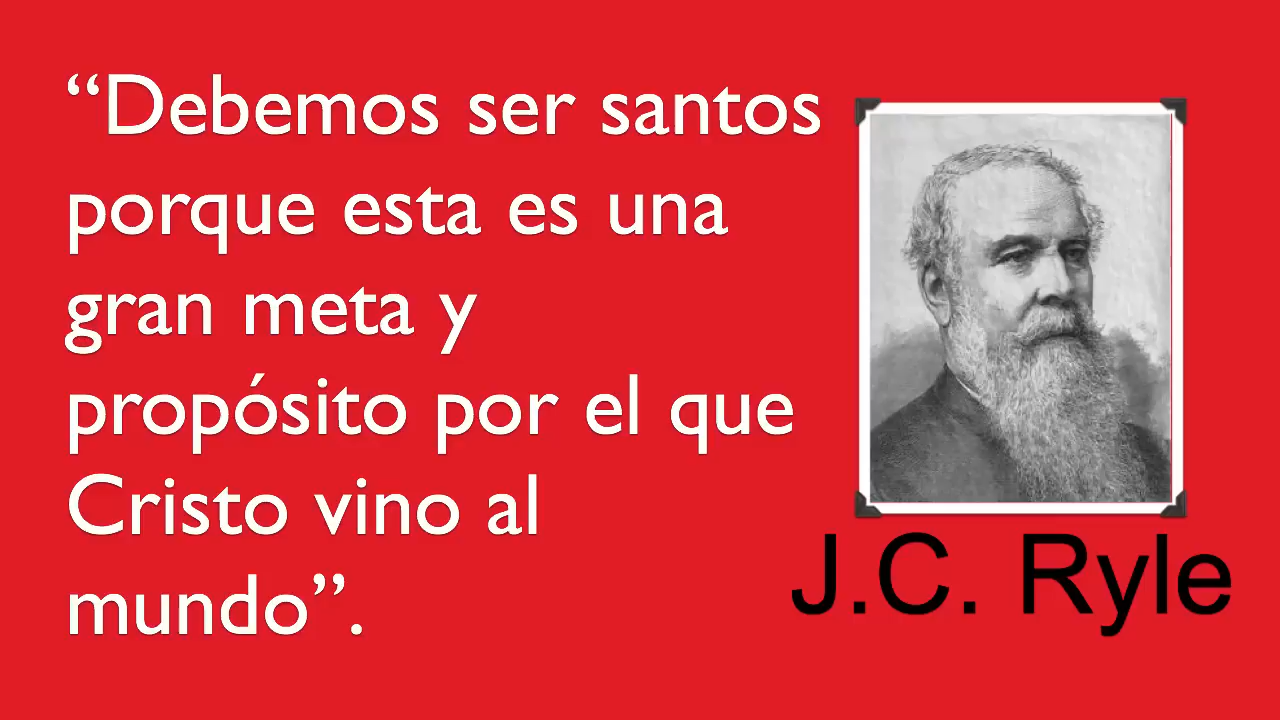 “Debemos ser santos
porque esta es una
gran meta y
propósito por el que
Cristo vino al
mundo”.
J.C. Ryle